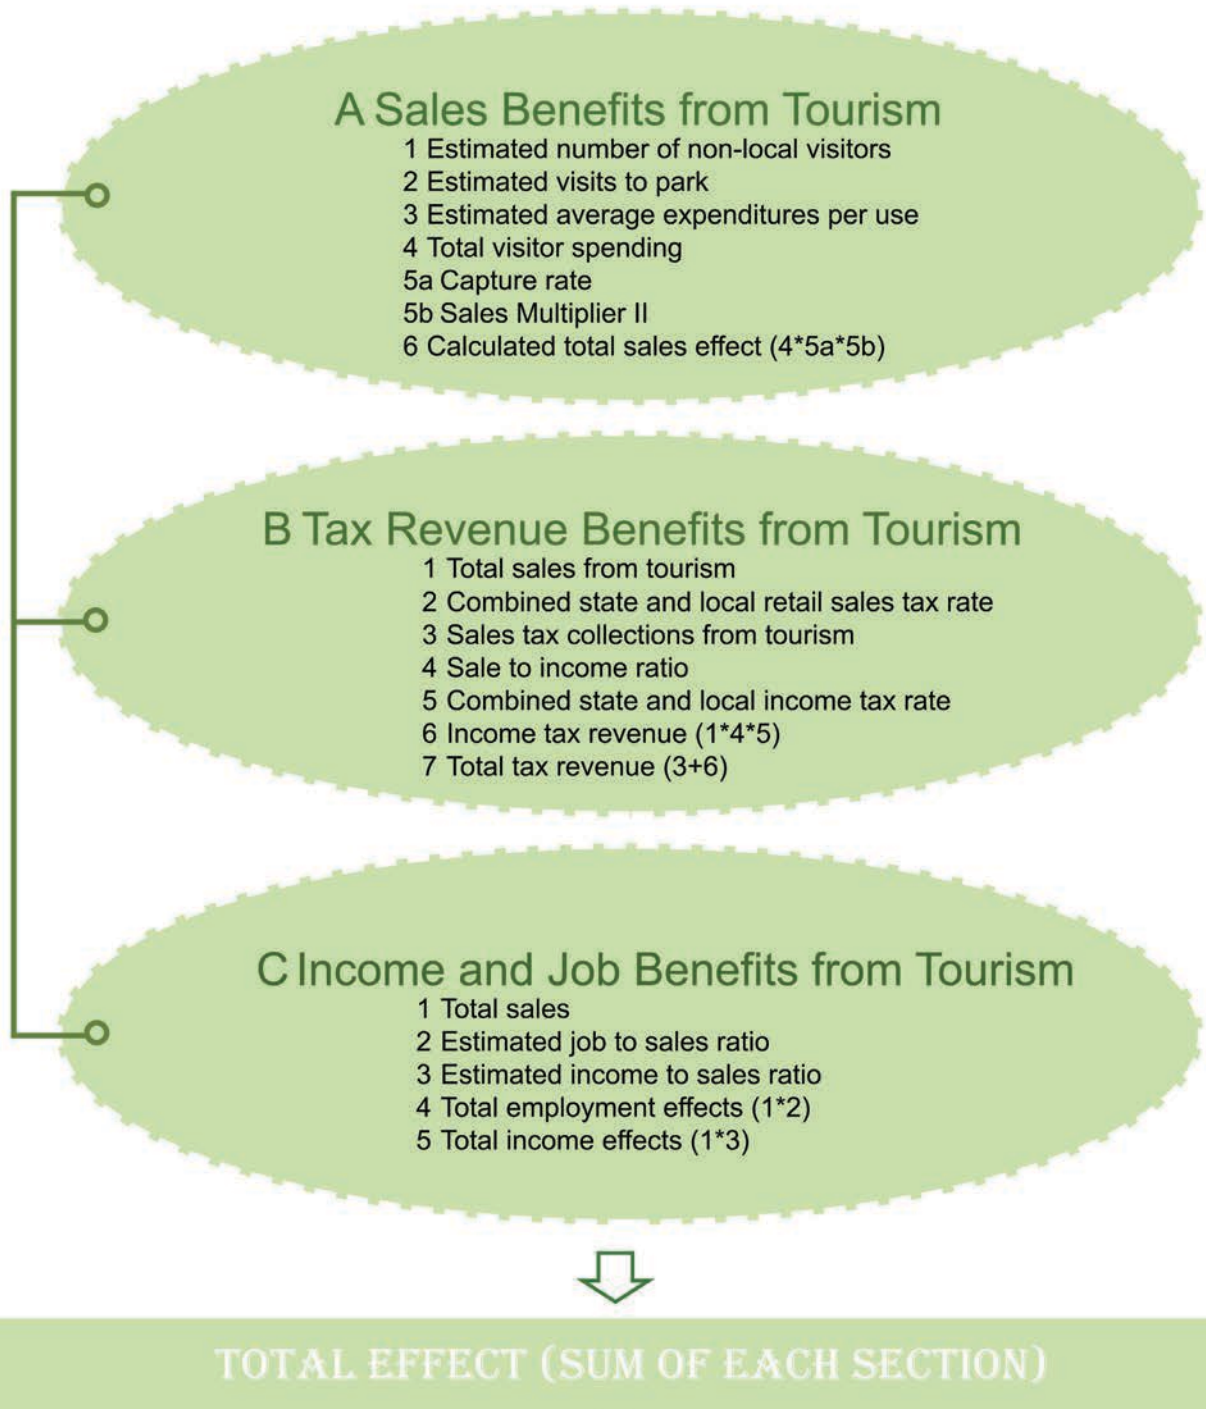 A Sales Benefits from Tourism
1 Estimated number of non-local visitors
2 Estimated visits to park
3 Estimated average expenditures per use
4 Total visitor spending
5a Capture rate
5b Sales Multiplier II
6 Calculated total sales effect (4*5a*5b)
B Tax Revenue Benefits from Tourism
1 Total sales from tourism
2 Combined state and local retail sales tax rate
3 Sales tax collections from tourism
4 Sale to income ratio
5 Combined state and local income tax rate
6 Income tax revenue (1*4*5)
7 Total tax revenue (3+6)
C Income and Job Benefits from Tourism
1 Total sales
2 Estimated job to sales ratio
3 Estimated income to sales ratio
4 Total employment effects (1*2)
5 Total income effects (1*3)
TOTAL EFFECT (SUM OF EACH SECTION)